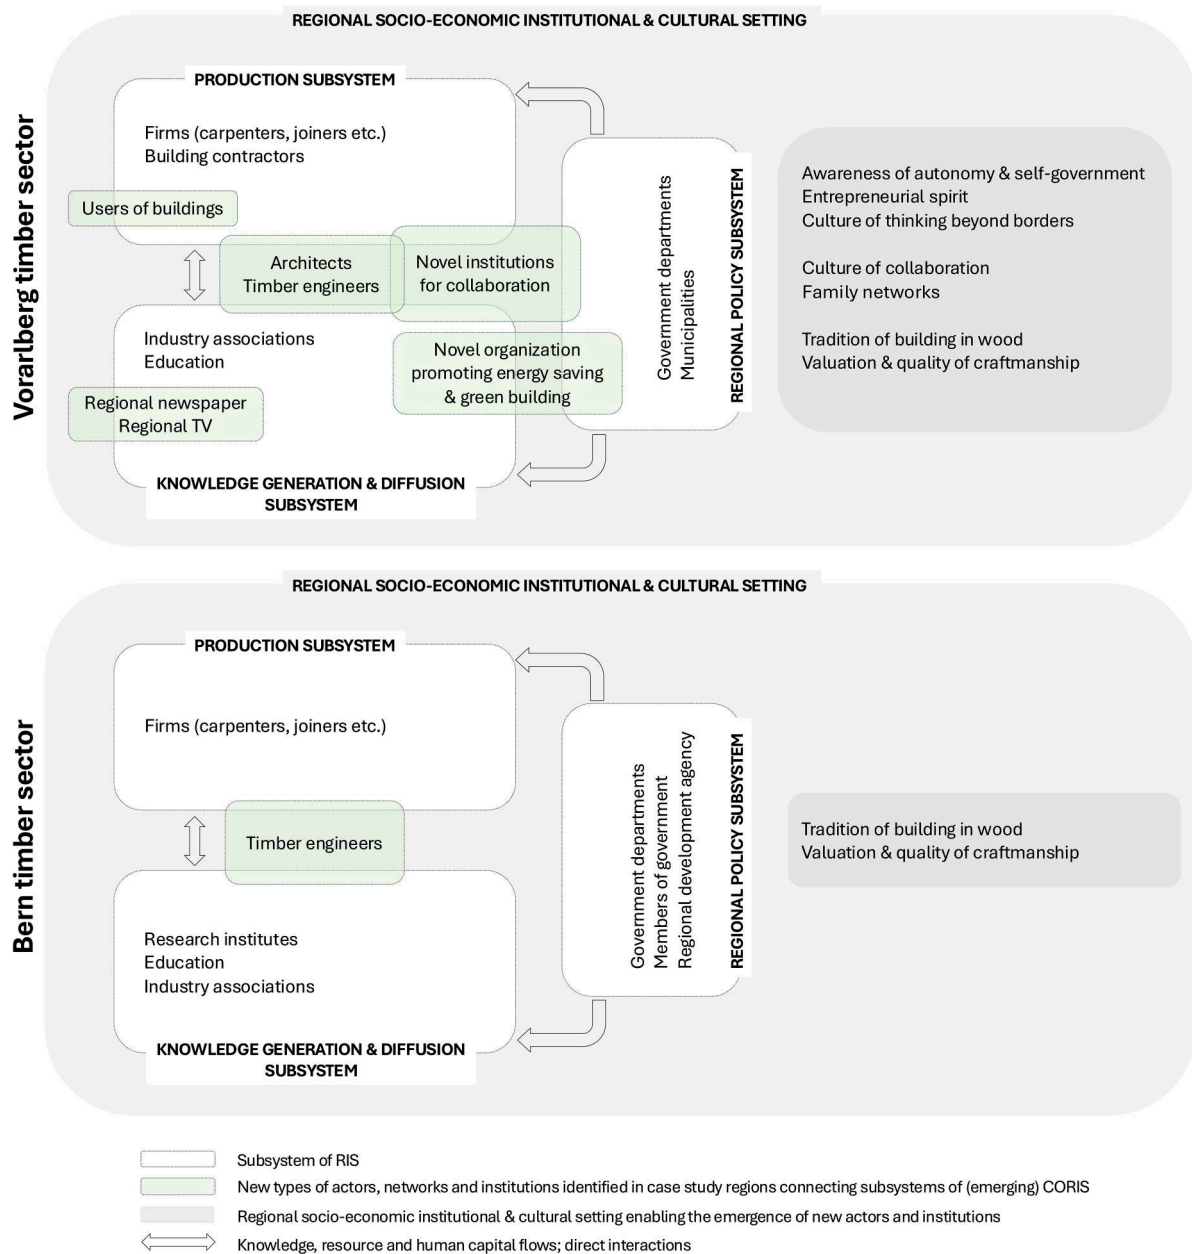 REGIONAL SOCIO-ECONOMIC INSTITUTIONAL & CULTURAL SETTING
Vorarlberg timber sector
PRODUCTION SUBSYSTEM
Firms (carpenters, joiners etc.)
Building contractors
Users of buildings
Architects
Timber engineers
Novel institutions
for collaboration
Industry associations
Education
Novel organization
promoting energy saving
& green building
Regional newspaper
Regional TV
KNOWLEDGE GENERATION & DIFFUSION
SUBSYSTEM
Government departments
Municipalities
REGIONAL POLICY SUBSYSTEM
Awareness of autonomy & self-government
Entrepreneurial spirit
Culture of thinking beyond borders
Culture of collaboration
Family networks
Tradition of building in wood
Valuation & quality of craftmanship
REGIONAL SOCIO-ECONOMIC INSTITUTIONAL & CULTURAL SETTING
Bern timber sector
PRODUCTION SUBSYSTEM
Firms (carpenters, joiners etc.)
Timber engineers
Research institutes
Education
Industry associations
KNOWLEDGE GENERATION & DIFFUSION
SUBSYSTEM
Government departments
Members of government
Regional development agency
REGIONAL POLICY SUBSYSTEM
Tradition of building in wood
Valuation & quality of craftmanship
Subsystem of RIS
New types of actors, networks and institutions identified in case study regions connecting subsystems of (emerging) CORIS
Regional socio-economic institutional & cultural setting enabling the emergence of new actors and institutions
Knowledge, resource and human capital flows; direct interactions